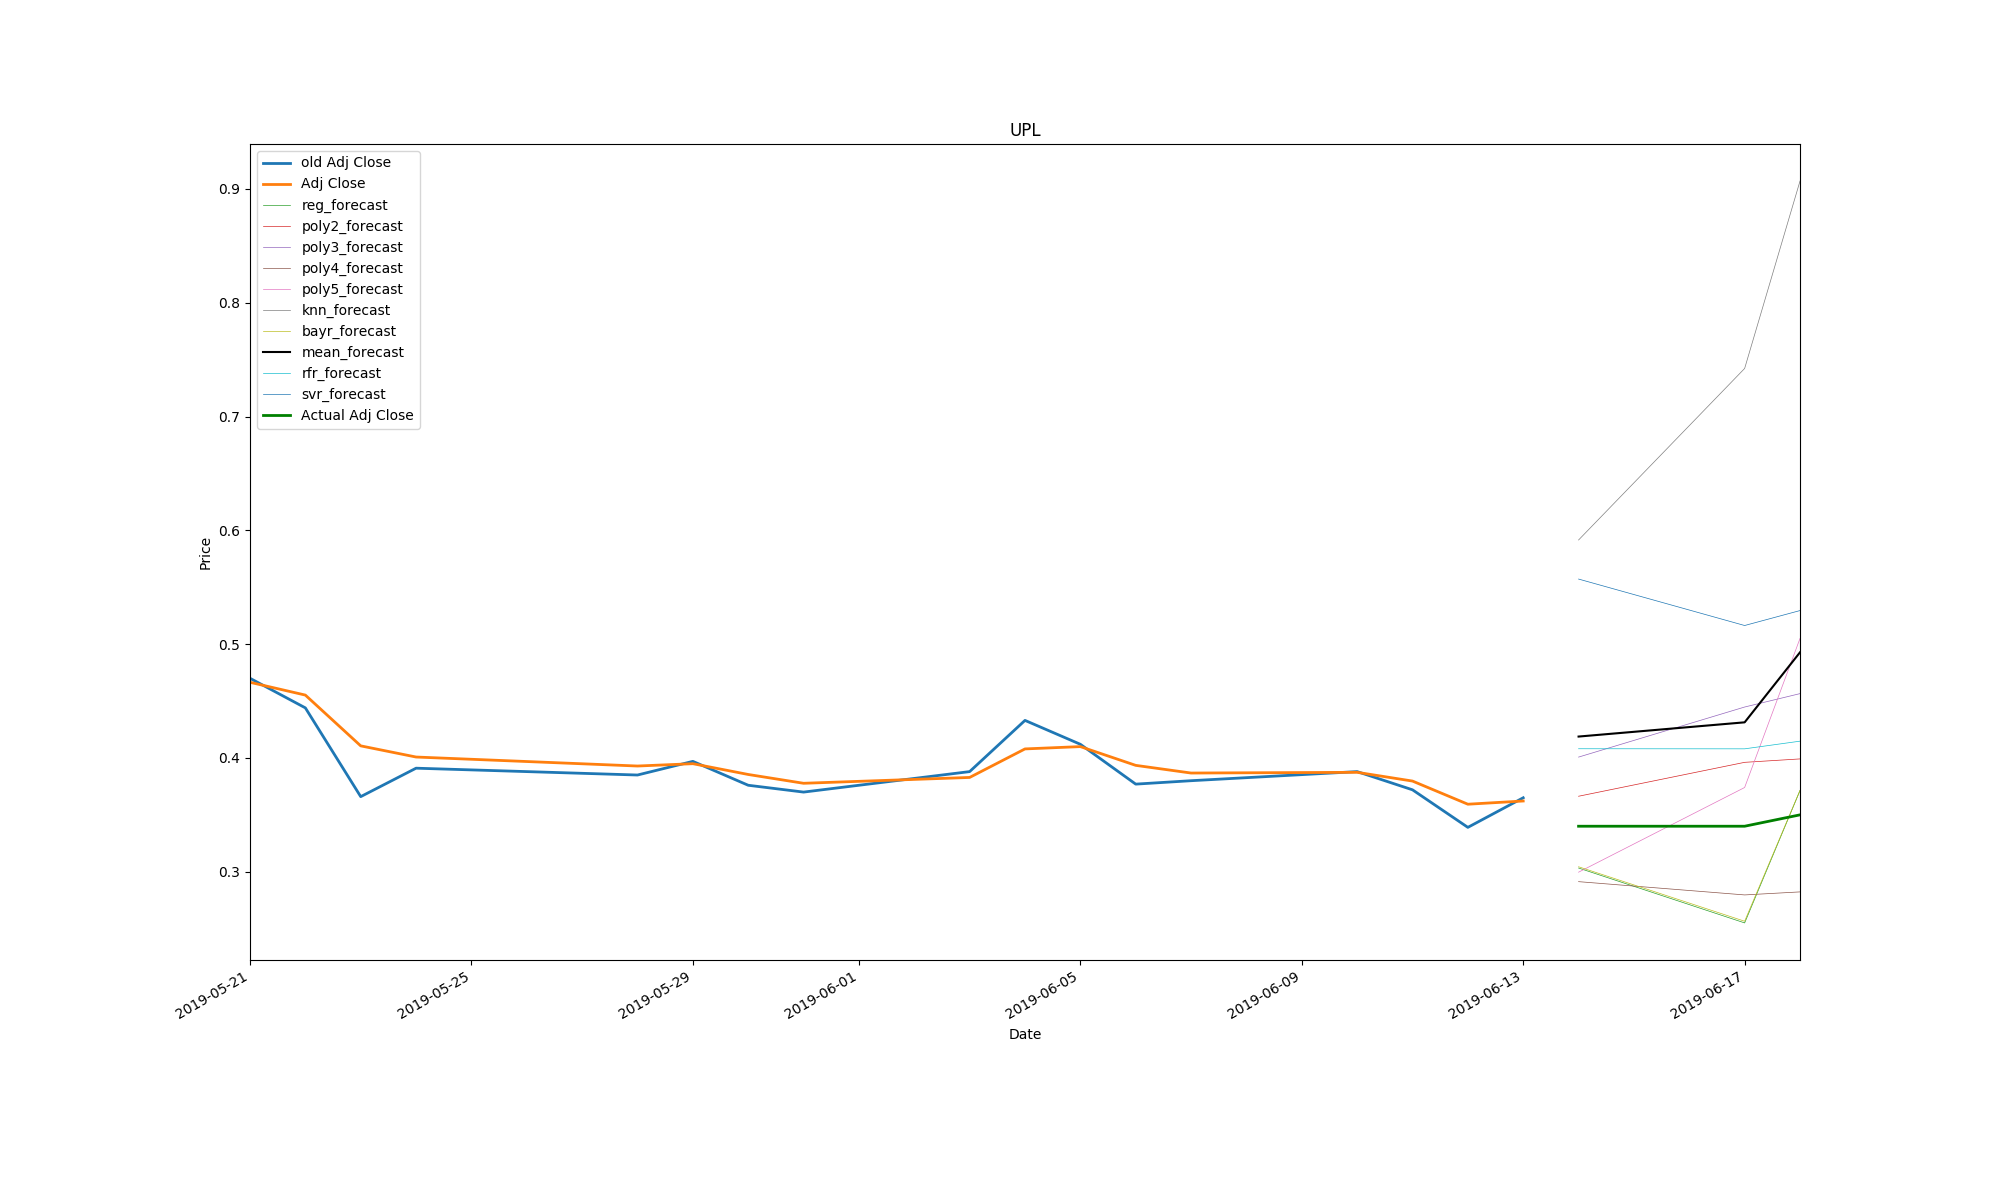 UPL
old Adj Close
Adj Close
reg_forecast
poly2_forecast
poly3_forecast
poly4_forecast
poly5_forecast
knn_forecast
bayr_forecast
mean_forecast
rfr_forecast
svr_forecast
Actual Adj Close
0.9
0.8
0.7
0.6
0.5
0.4
0.3
Price
2019-05-21
2019-05-25
2019-05-29
2019-06-01
2019-06-05
2019-06-09
2019-06-13
2019-06-17
Date